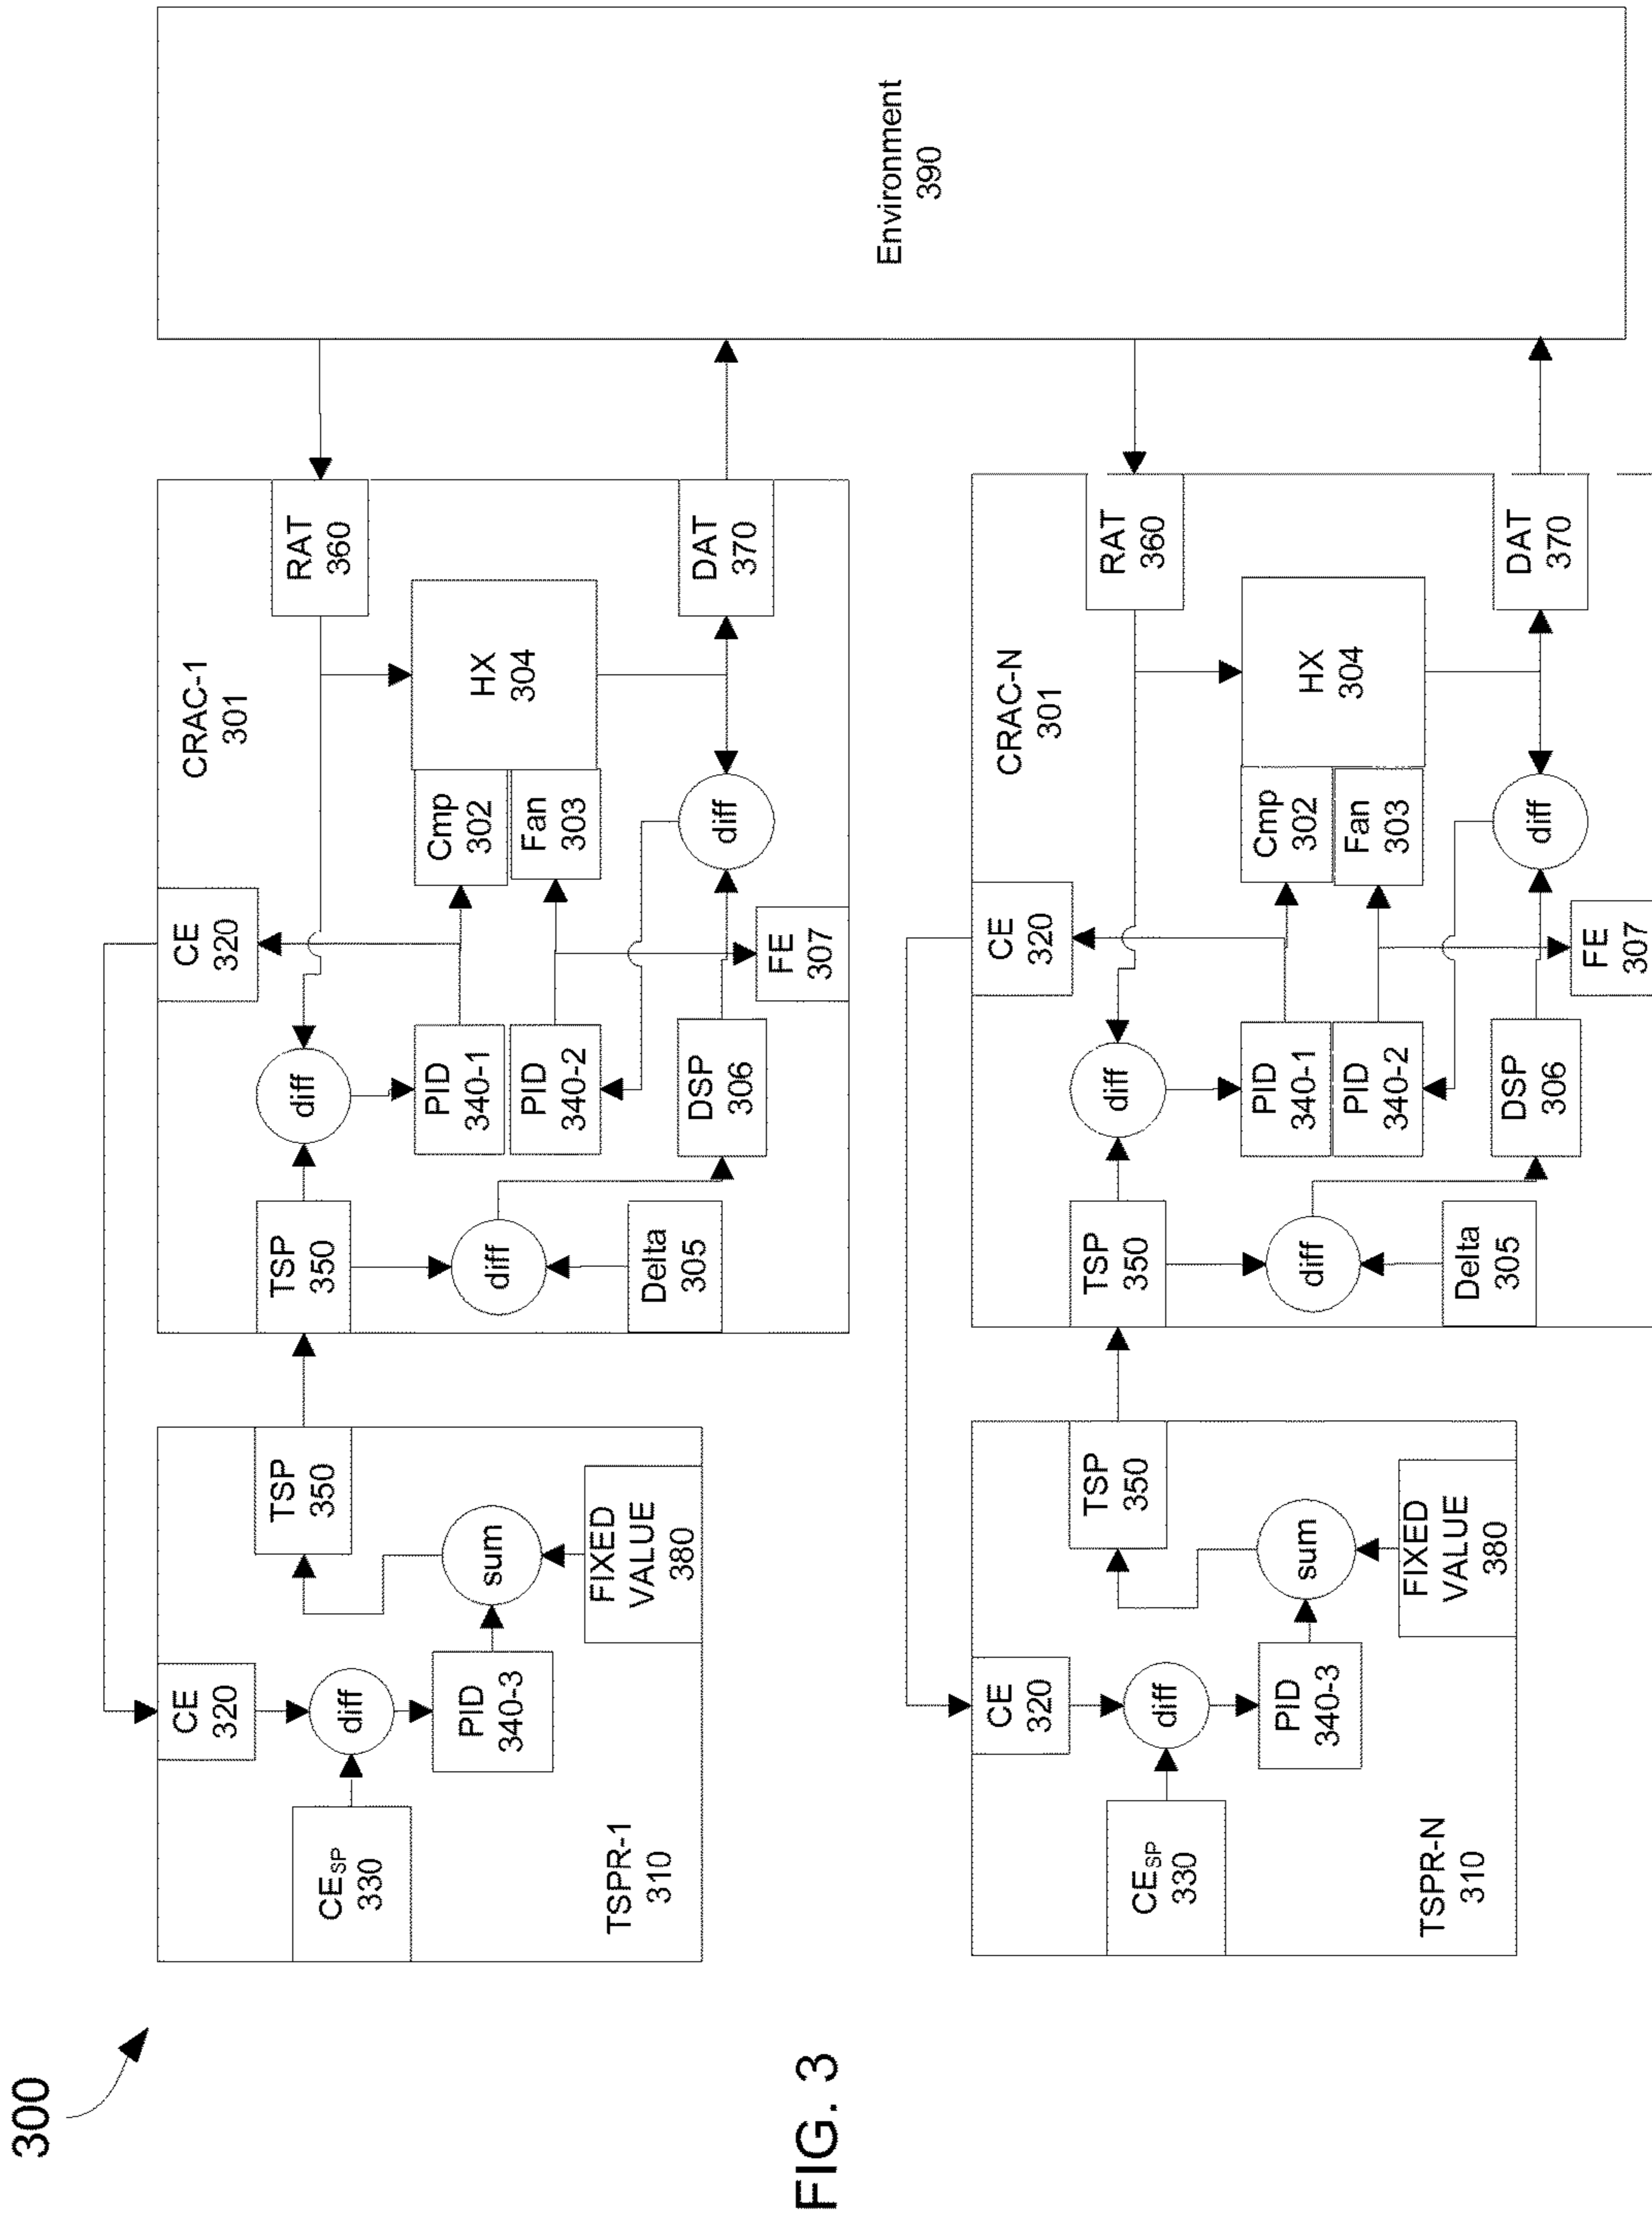 300
TSPR-1
310
CE_SP
330
CE
320
diff
PID
340-3
sum
FIXED
VALUE
380
TSP
350
CRAC-1
301
TSP
350
diff
Delta
305
diff
PID
340-1
PID
340-2
DSP
306
CE
320
FE
307
Cmp
302
Fan
303
diff
HX
304
RAT
360
DAT
370
Environment
390
TSPR-N
310
CE_SP
330
CE
320
diff
PID
340-3
sum
FIXED
VALUE
380
TSP
350
CRAC-N
301
TSP
350
diff
Delta
305
diff
PID
340-1
PID
340-2
DSP
306
CE
320
FE
307
Cmp
302
Fan
303
diff
HX
304
RAT
360
DAT
370
FIG. 3